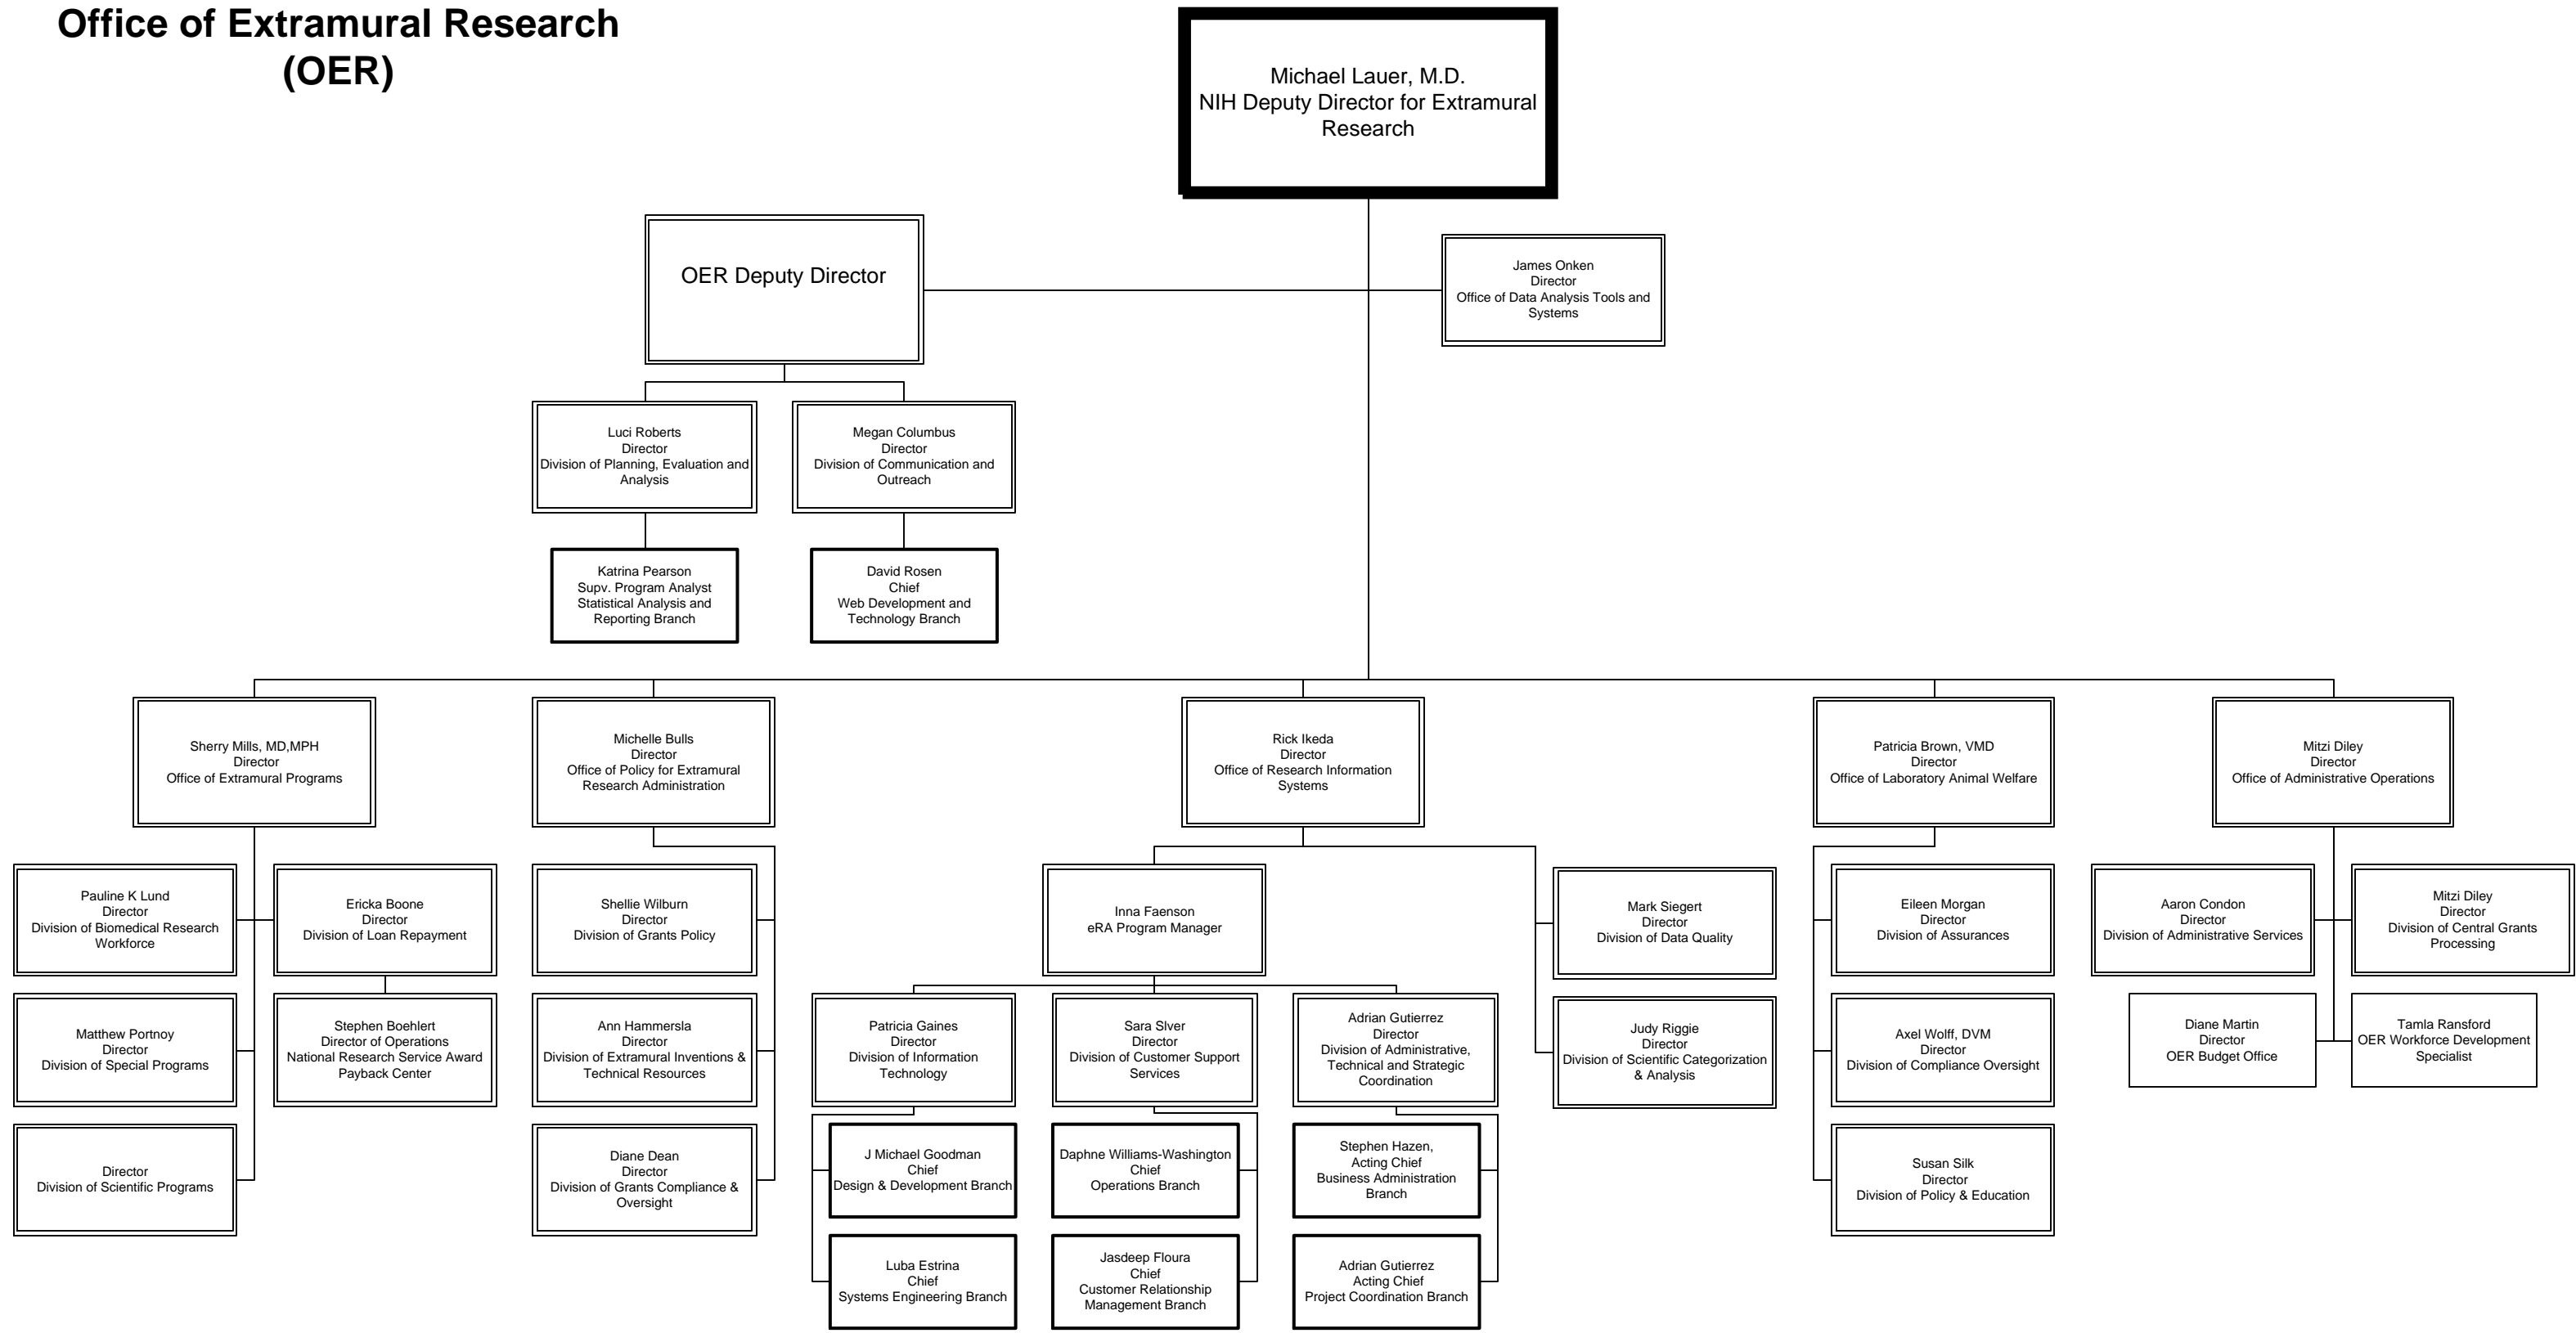 Office of Extramural Research
(OER)
Michael Lauer, M.D.
NIH Deputy Director for Extramural
Research
OER Deputy Director
James Onken
Director
Office of Data Analysis Tools and
Systems
Luci Roberts
Director
Division of Planning, Evaluation and
Analysis
Megan Columbus
Director
Division of Communication and
Outreach
Katrina Pearson
Supv. Program Analyst
Statistical Analysis and
Reporting Branch
David Rosen
Chief
Web Development and
Technology Branch
Sherry Mills, MD,MPH
Director
Office of Extramural Programs
Michelle Bulls
Director
Office of Policy for Extramural
Research Administration
Rick Ikeda
Director
Office of Research Information
Systems
Patricia Brown, VMD
Director
Office of Laboratory Animal Welfare
Mitzi Diley
Director
Office of Administrative Operations
Pauline K Lund
Director
Division of Biomedical Research
Workforce
Ericka Boone
Director
Division of Loan Repayment
Shellie Wilburn
Director
Division of Grants Policy
Inna Faenson
eRA Program Manager
Mark Siegert
Director
Division of Data Quality
Eileen Morgan
Director
Division of Assurances
Aaron Condon
Director
Division of Administrative Services
Mitzi Diley
Director
Division of Central Grants
Processing
Matthew Portnoy
Director
Division of Special Programs
Stephen Boehlert
Director of Operations
National Research Service Award
Payback Center
Ann Hammersla
Director
Division of Extramural Inventions &
Technical Resources
Patricia Gaines
Director
Division of Information
Technology
Sara Slver
Director
Division of Customer Support
Services
Adrian Gutierrez
Director
Division of Administrative,
Technical and Strategic
Coordination
Judy Riggie
Director
Division of Scientific Categorization
& Analysis
Axel Wolff, DVM
Director
Division of Compliance Oversight
Diane Martin
Director
OER Budget Office
Tamla Ransford
OER Workforce Development
Specialist
Director
Division of Scientific Programs
Diane Dean
Director
Division of Grants Compliance &
Oversight
J Michael Goodman
Chief
Design & Development Branch
Daphne Williams-Washington
Chief
Operations Branch
Stephen Hazen,
Acting Chief
Business Administration
Branch
Susan Silk
Director
Division of Policy & Education
Luba Estrina
Chief
Systems Engineering Branch
Jasdeep Floura
Chief
Customer Relationship
Management Branch
Adrian Gutierrez
Acting Chief
Project Coordination Branch